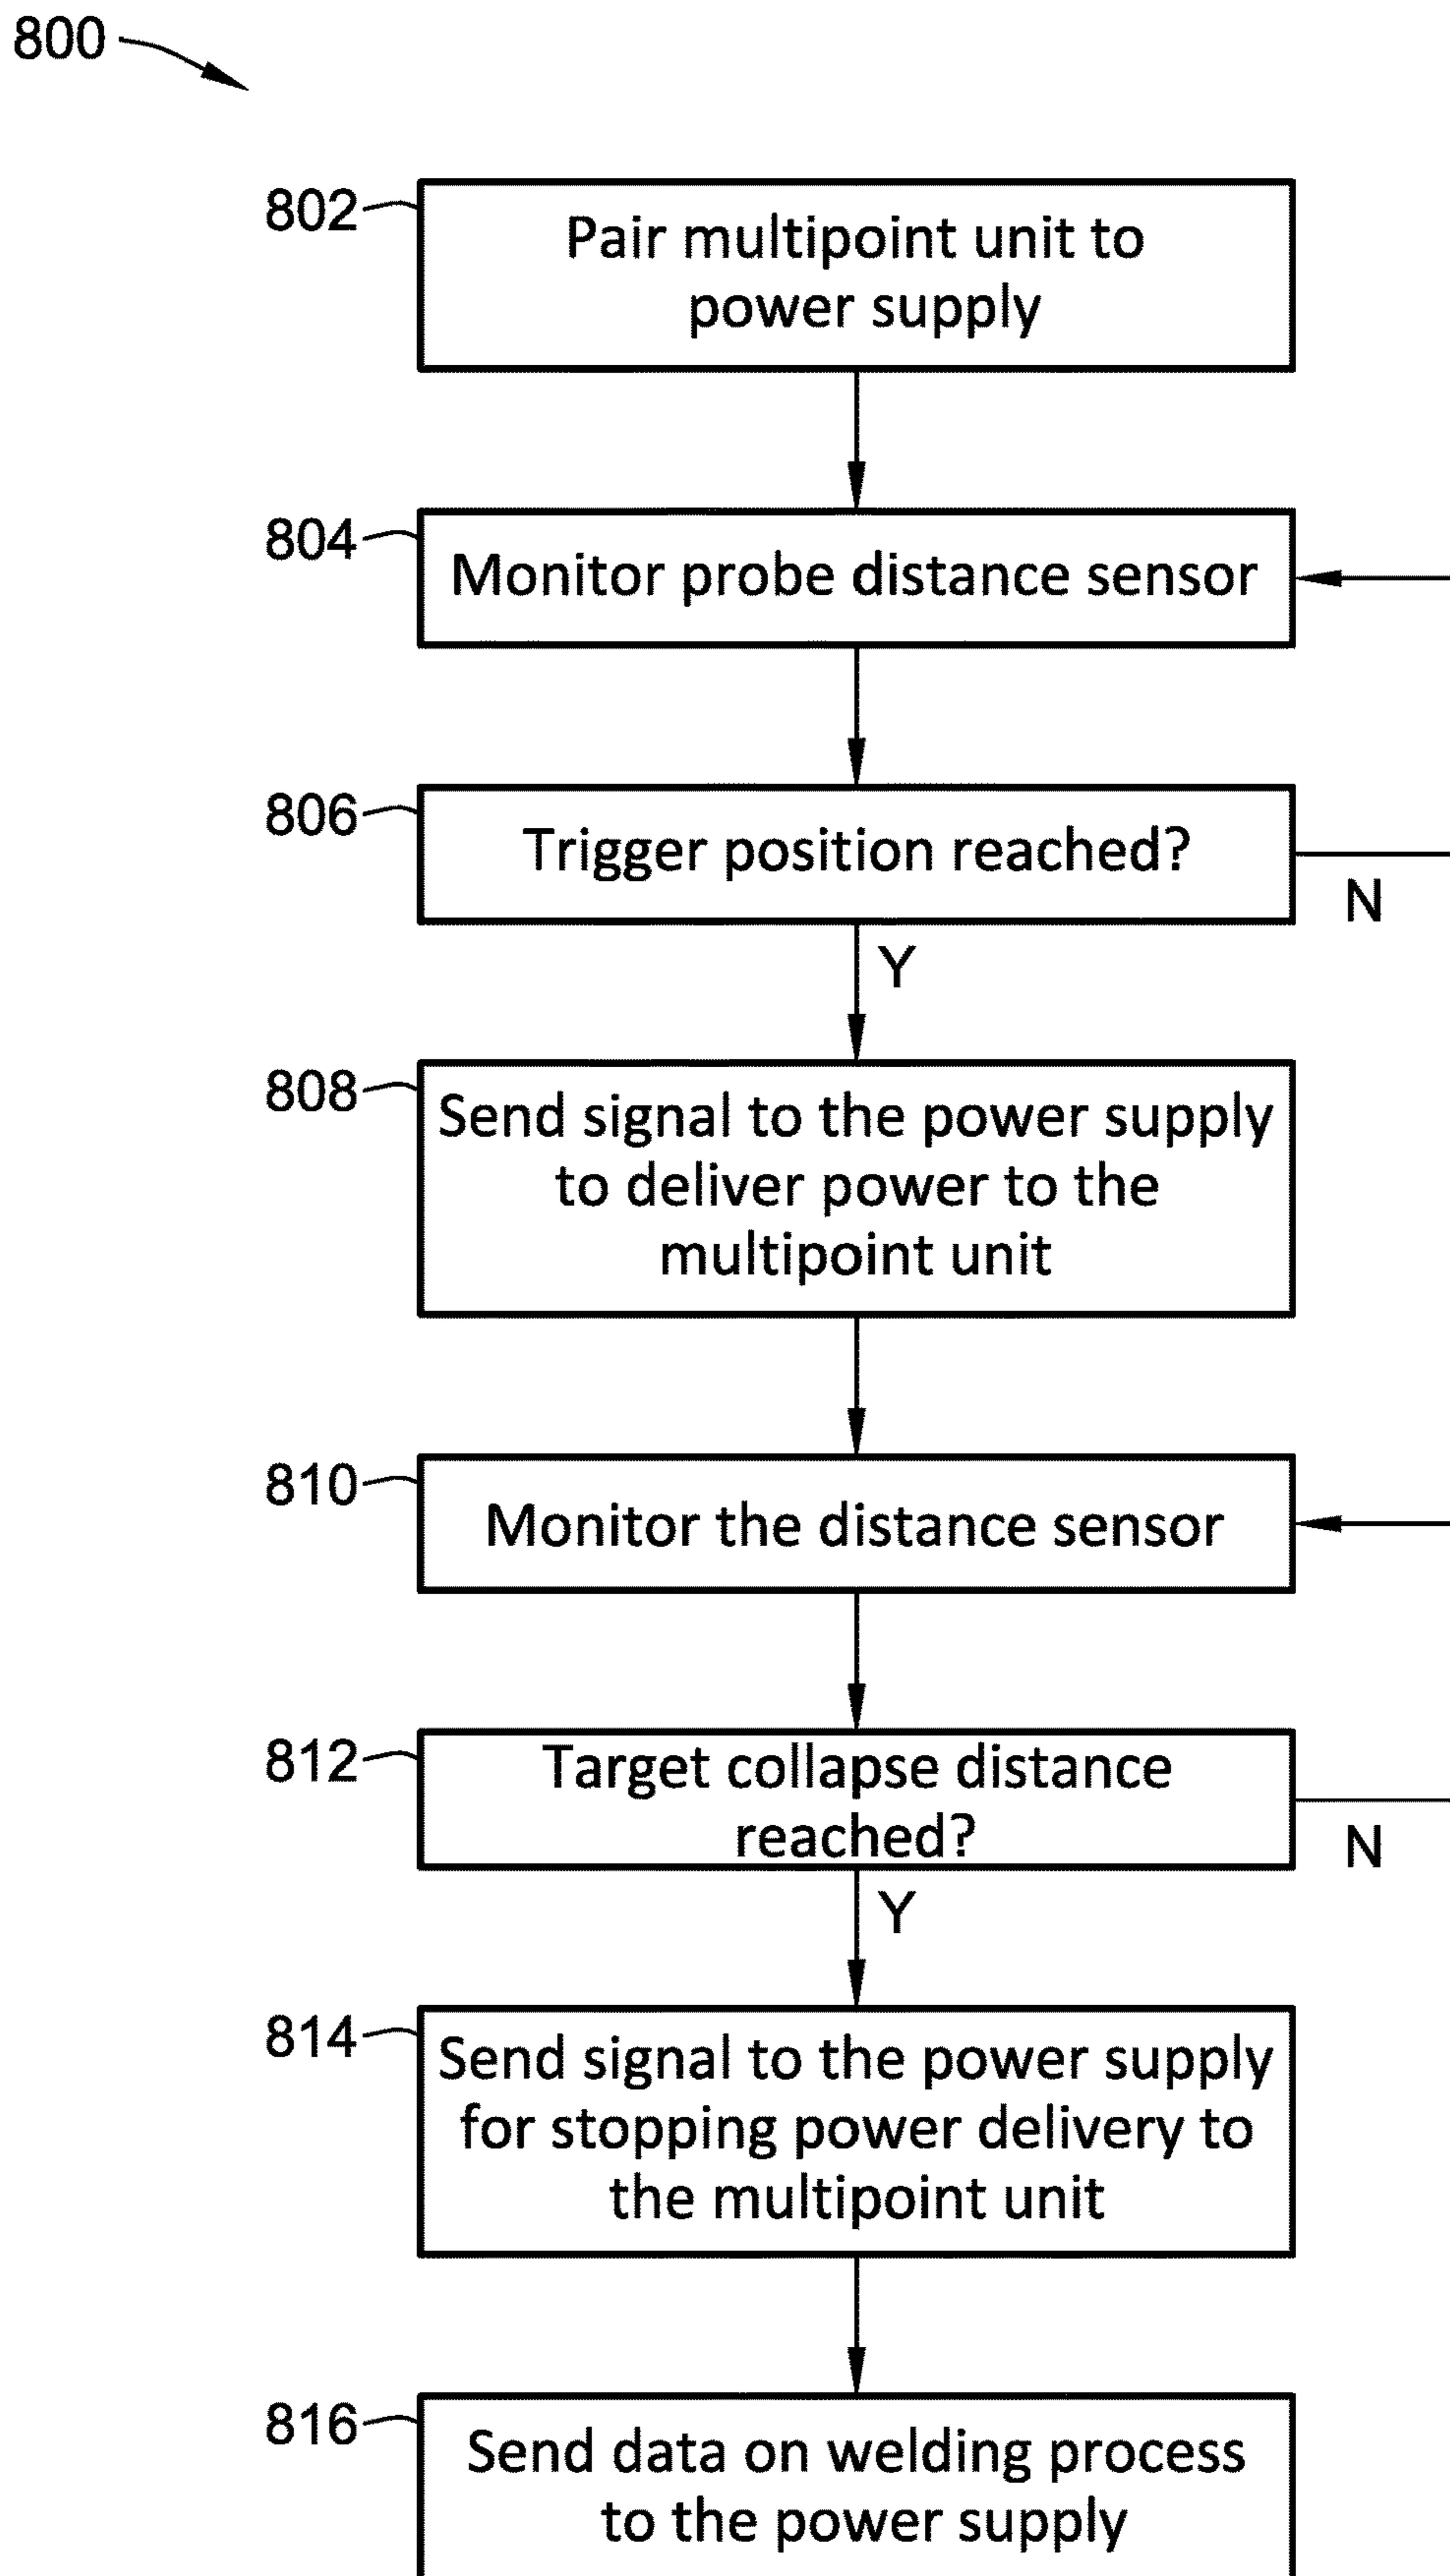 800
802
Pair multipoint unit to
power supply
804
Monitor probe distance sensor
806
Trigger position reached?
N
Y
808
Send signal to the power supply
to deliver power to the
multipoint unit
810
Monitor the distance sensor
812
Target collapse distance
reached?
N
Y
814
Send signal to the power supply
for stopping power delivery to
the multipoint unit
816
Send data on welding process
to the power supply